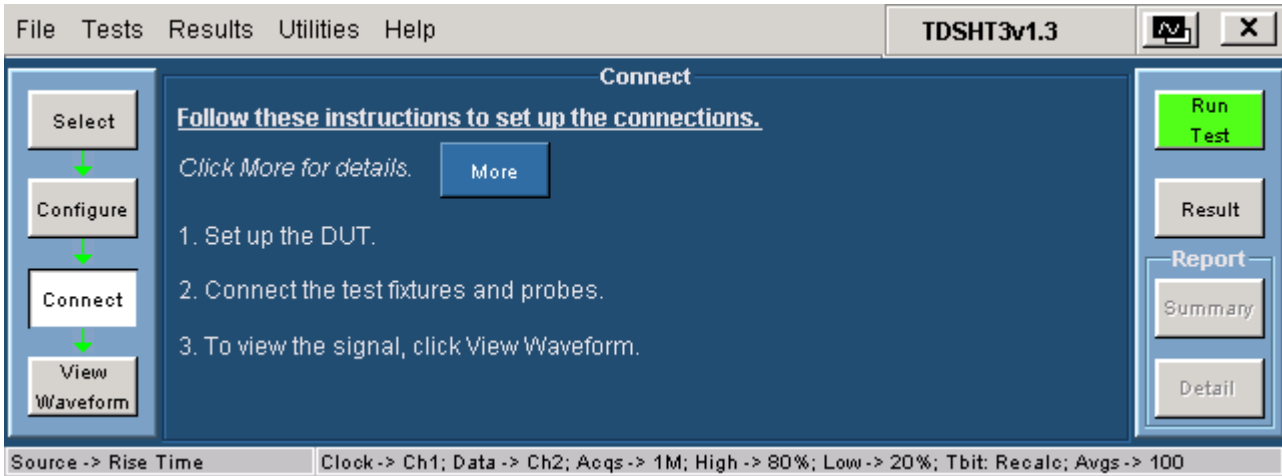 File Tests Results Utilities Help TDSHT3v1.3
Connect
Select
Configure
Connect
View
Waveform
Follow these instructions to set up the connections.
Click More for details. More
1. Set up the DUT.
2. Connect the test fixtures and probes.
3. To view the signal, click View Waveform.
Run
Test
Result
Report
Summary
Detail
Source -> Rise Time Clock -> Ch1; Data -> Ch2; Acqs -> 1M; High -> 80%; Low -> 20%; Tbit: Recalc; Avgs -> 100